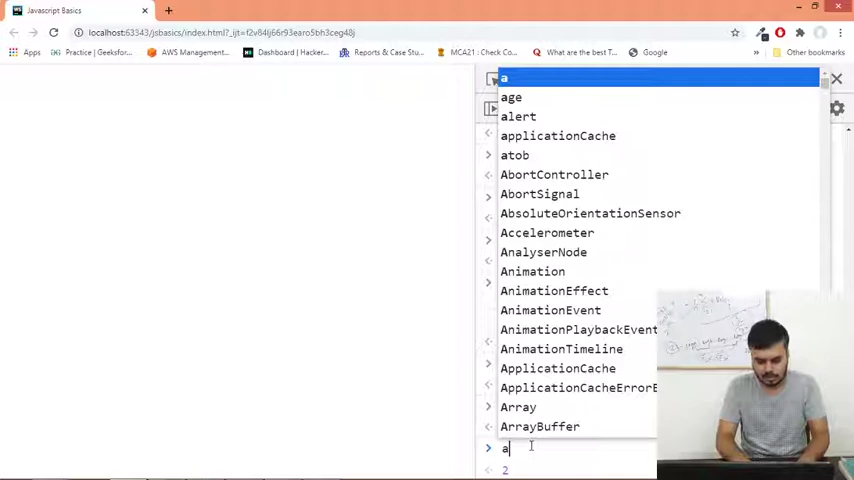 Javascript Basics
localhost:63343/jsbasics/index.html?_ijt=f2v84lj66r93earo5bh3ceg48j
Apps
Practice | Geeksfor...
AWS Management...
Dashboard | Hacker...
Reports & Case Stu...
MCA21 : Check Co...
What are the best T...
Google
Other bookmarks
a
age
alert
applicationCache
atob
AbortController
AbortSignal
AbsoluteOrientationSensor
Accelerometer
AnalyserNode
Animation
AnimationEffect
AnimationEvent
AnimationPlaybackEvent
AnimationTimeline
ApplicationCache
ApplicationCacheErrorE
Array
ArrayBuffer
> a
2